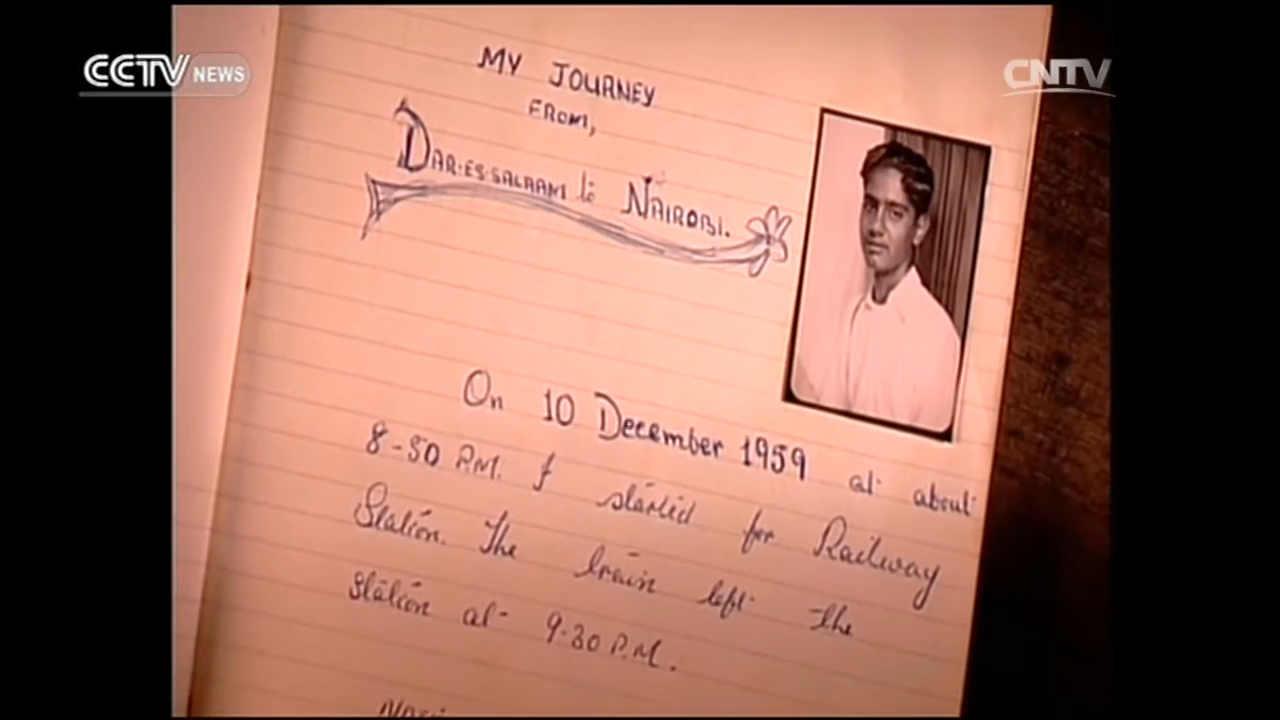 CCTV NEWS
CNTV
MY JOURNEY
FROM,
DAR-ES-SALAAM to NAIROBI.
On 10 December 1959 at about
8-50 P.M. I started for Railway
Station. The train left the
station at 9-30 P.M.